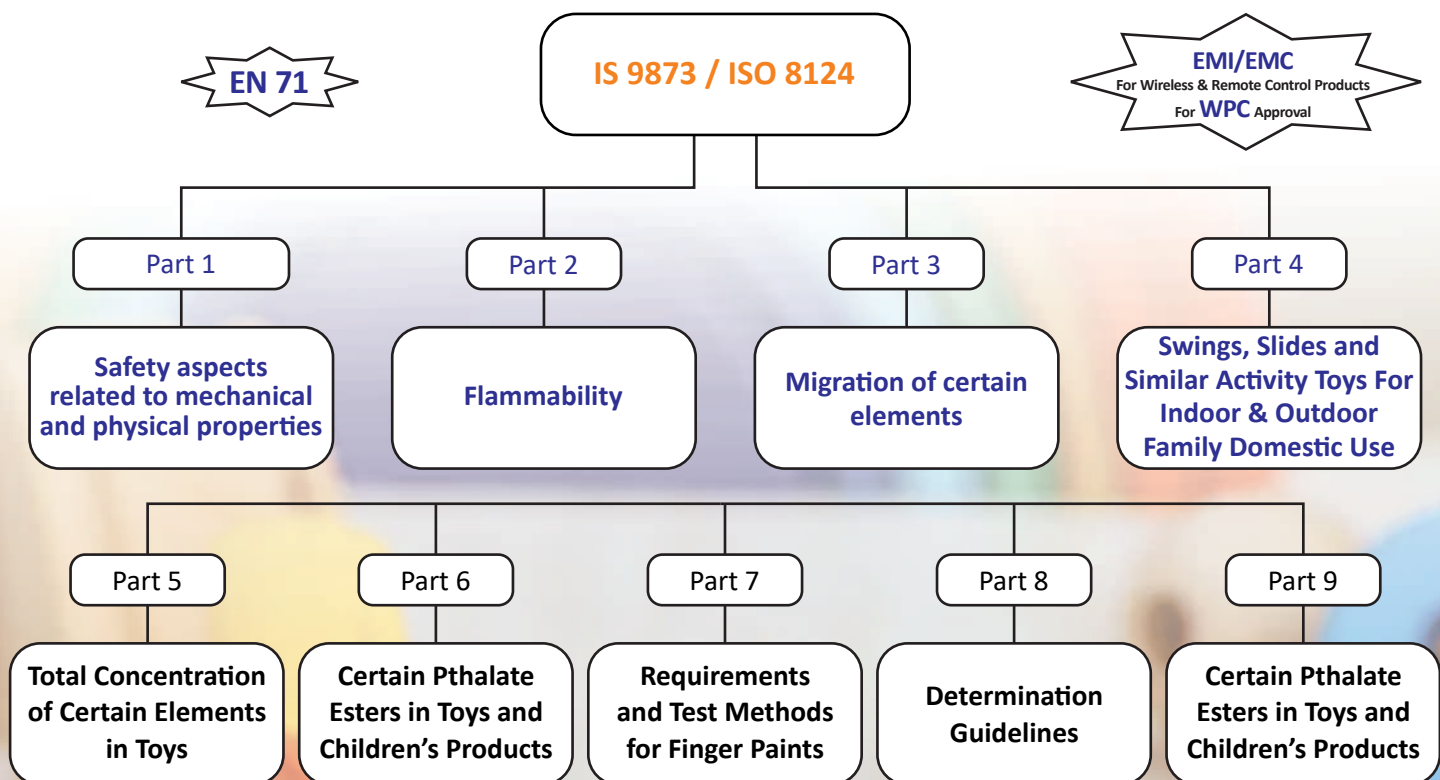 EN 71
IS 9873 / ISO 8124
EMI/EMC
For Wireless & Remote Control Products
For WPC Approval
Part 1
Part 2
Part 3
Part 4
Safety aspects
related to mechanical
and physical properties
Flammability
Migration of certain
elements
Swings, Slides and
Similar Activity Toys For
Indoor & Outdoor
Family Domestic Use
Part 5
Part 6
Part 7
Part 8
Part 9
Total Concentration
of Certain Elements
in Toys
Certain Pthalate
Esters in Toys and
Children’s Products
Requirements
and Test Methods
for Finger Paints
Determination
Guidelines
Certain Pthalate
Esters in Toys and
Children’s Products